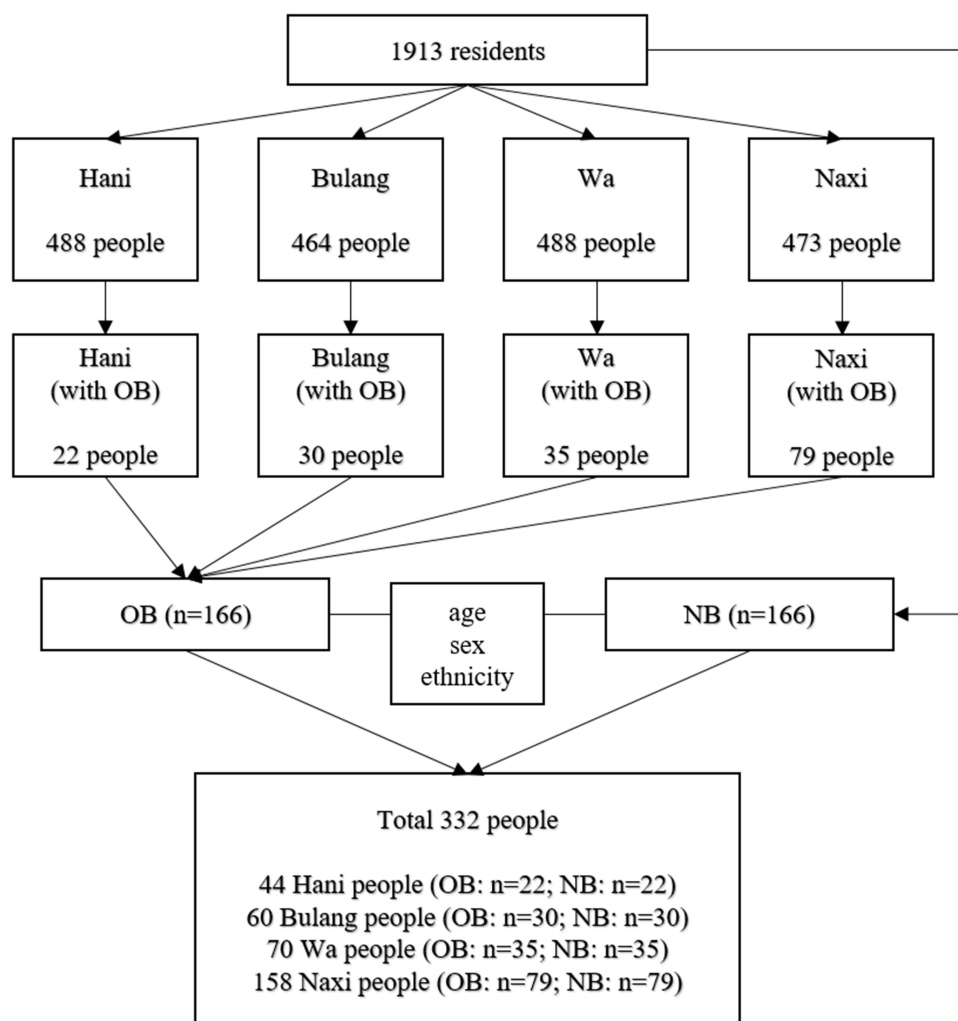 1913 residents
Hani
488 people
Bulang
464 people
Wa
488 people
Naxi
473 people
Hani
(with OB)
22 people
Bulang
(with OB)
30 people
Wa
(with OB)
35 people
Naxi
(with OB)
79 people
OB (n=166)
age
sex
ethnicity
NB (n=166)
Total 332 people
44 Hani people (OB: n=22; NB: n=22)
60 Bulang people (OB: n=30; NB: n=30)
70 Wa people (OB: n=35; NB: n=35)
158 Naxi people (OB: n=79; NB: n=79)